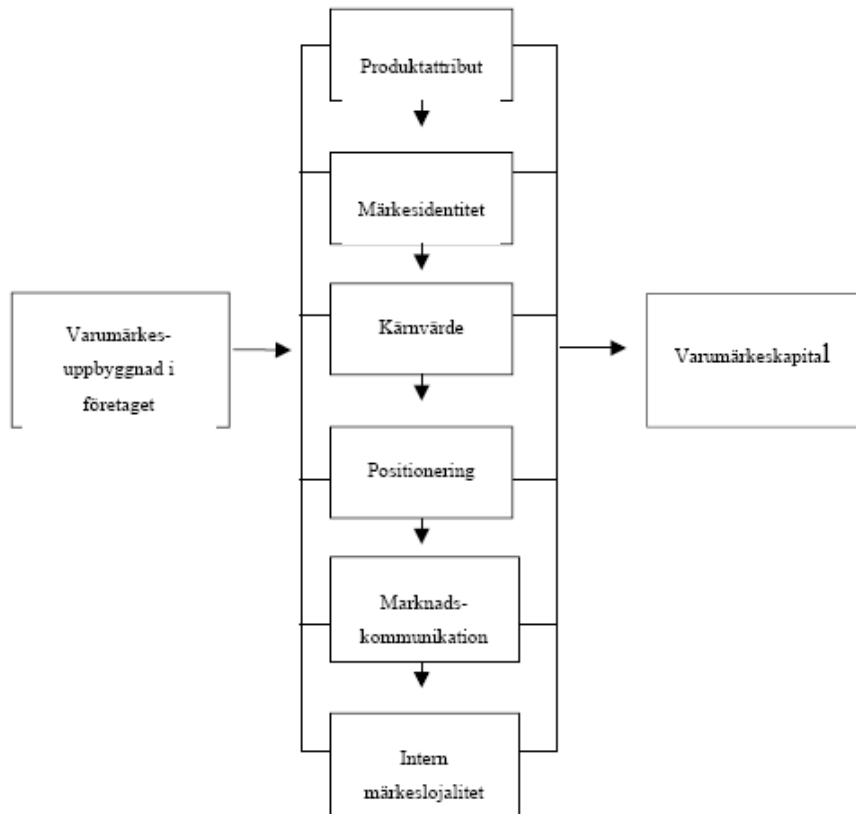 Produktattribut
Märkesidentitet
Kärnvärde
Varumärkes-
uppbyggnad i
företaget
Varumärkeskapital
Positionering
Marknads-
kommunikation
Intern
märkeslojalitet